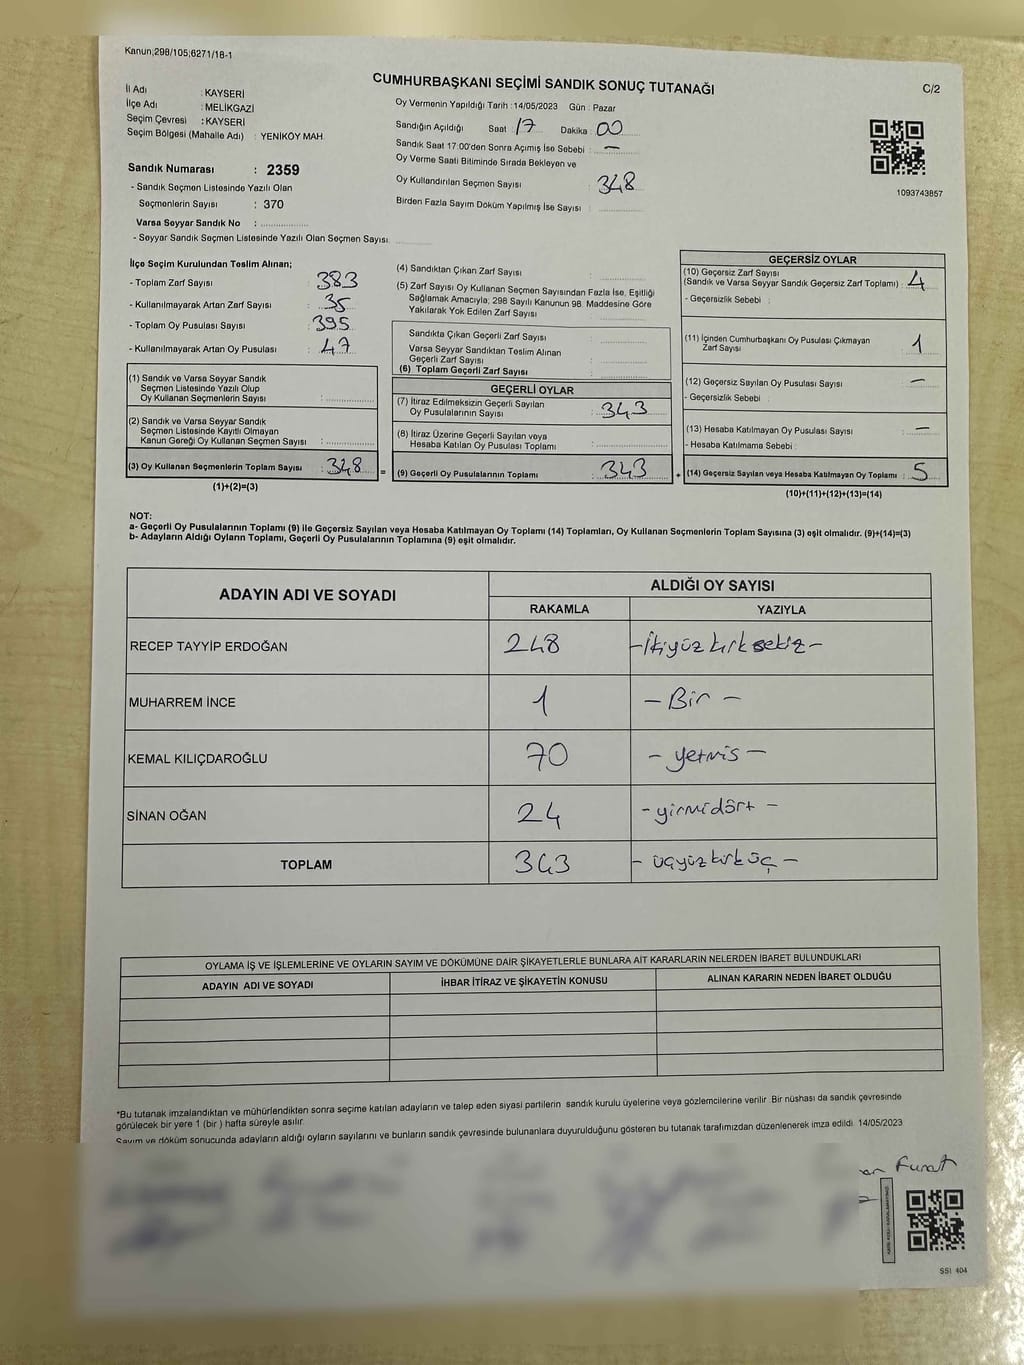 Kanun;298/105;6271/18-1
CUMHURBAŞKANI SEÇİMİ SANDIK SONUÇ TUTANAĞI
C/2
İl Adı : KAYSERİ
İlçe Adı : MELİKGAZİ
Seçim Çevresi : KAYSERİ
Seçim Bölgesi (Mahalle Adı) : YENİKÖY MAH.
Sandık Numarası : 2359
- Sandık Seçmen Listesinde Yazılı Olan
Seçmenlerin Sayısı : 370
Varsa Seyyar Sandık No :
- Seyyar Sandık Seçmen Listesinde Yazılı Olan Seçmen Sayısı
Oy Vermenin Yapıldığı Tarih :14/05/2023 Gün : Pazar
Sandığın Açıldığı Saat 17 Dakika 00
Sandık Saat 17:00'den Sonra Açımış İse Sebebi : —
Oy Verme Saati Bitiminde Sırada Bekleyen ve
Oy Kullandırılan Seçmen Sayısı : 348
Birden Fazla Sayım Döküm Yapılmış İse Sayısı
1093743857
İlçe Seçim Kurulundan Teslim Alınan;
- Toplam Zarf Sayısı : 383
- Kullanılmayarak Artan Zarf Sayısı : 35
- Toplam Oy Pusulası Sayısı : 395
- Kullanılmayarak Artan Oy Pusulası : 47
(1) Sandık ve Varsa Seyyar Sandık
Seçmen Listesinde Yazılı Olup
Oy Kullanan Seçmenlerin Sayısı :
(2) Sandık ve Varsa Seyyar Sandık
Seçmen Listesinde Kayıtlı Olmayan
Kanun Gereği Oy Kullanan Seçmen Sayısı :
(3) Oy Kullanan Seçmenlerin Toplam Sayısı : 348
(1)+(2)=(3)
(4) Sandıktan Çıkan Zarf Sayısı
(5) Zarf Sayısı Oy Kullanan Seçmen Sayısından Fazla İse, Eşitliği
Sağlamak Amacıyla, 298 Sayılı Kanunun 98. Maddesine Göre
Yakılarak Yok Edilen Zarf Sayısı
Sandıkta Çıkan Geçerli Zarf Sayısı
Varsa Seyyar Sandıktan Teslim Alınan
Geçerli Zarf Sayısı
(6) Toplam Geçerli Zarf Sayısı
GEÇERLİ OYLAR
(7) İtiraz Edilmeksizin Geçerli Sayılan
Oy Pusulalarının Sayısı : 343
(8) İtiraz Üzerine Geçerli Sayılan veya
Hesaba Katılan Oy Pusulası Toplamı
= (9) Geçerli Oy Pusulalarının Toplamı : 343
GEÇERSİZ OYLAR
(10) Geçersiz Zarf Sayısı
(Sandık ve Varsa Seyyar Sandık Geçersiz Zarf Toplamı) : 4
- Geçersizlik Sebebi :
(11) İçinden Cumhurbaşkanı Oy Pusulası Çıkmayan
Zarf Sayısı : 1
(12) Geçersiz Sayılan Oy Pusulası Sayısı : —
- Geçersizlik Sebebi :
(13) Hesaba Katılmayan Oy Pusulası Sayısı : —
- Hesaba Katılmama Sebebi :
+ (14) Geçersiz Sayılan veya Hesaba Katılmayan Oy Toplamı : 5
(10)+(11)+(12)+(13)=(14)
NOT:
a- Geçerli Oy Pusulalarının Toplamı (9) ile Geçersiz Sayılan veya Hesaba Katılmayan Oy Toplamı (14) Toplamları, Oy Kullanan Seçmenlerin Toplam Sayısına (3) eşit olmalıdır. (9)+(14)=(3)
b- Adayların Aldığı Oyların Toplamı, Geçerli Oy Pusulalarının Toplamına (9) eşit olmalıdır.
ADAYIN ADI VE SOYADI
ALDIĞI OY SAYISI
RAKAMLA YAZIYLA
RECEP TAYYİP ERDOĞAN 248 -İkiyüz kırk sekiz-
MUHARREM İNCE 1 - Bir -
KEMAL KILIÇDAROĞLU 70 - yetmis -
SİNAN OĞAN 24 - yirmidört -
TOPLAM 343 - üçyüz kırk üç -
OYLAMA İŞ VE İŞLEMLERİNE VE OYLARIN SAYIM VE DÖKÜMÜNE DAİR ŞİKAYETLERLE BUNLARA AİT KARARLARIN NELERDEN İBARET BULUNDUKLARI
ADAYIN ADI VE SOYADI İHBAR İTİRAZ VE ŞİKAYETİN KONUSU ALINAN KARARIN NEDEN İBARET OLDUĞU
*Bu tutanak imzalandıktan ve mühürlendikten sonra seçime katılan adayların ve talep eden siyasi partilerin sandık kurulu üyelerine veya gözlemcilerine verilir. Bir nüshası da sandık çevresinde
görülecek bir yere 1 (bir ) hafta süreyle asılır.
Sayım ve döküm sonucunda adayların aldığı oyların sayılarını ve bunların sandık çevresinde bulunanlara duyurulduğunu gösteren bu tutanak tarafımızdan düzenlenerek imza edildi. 14/05/2023
Furat
SS1 404